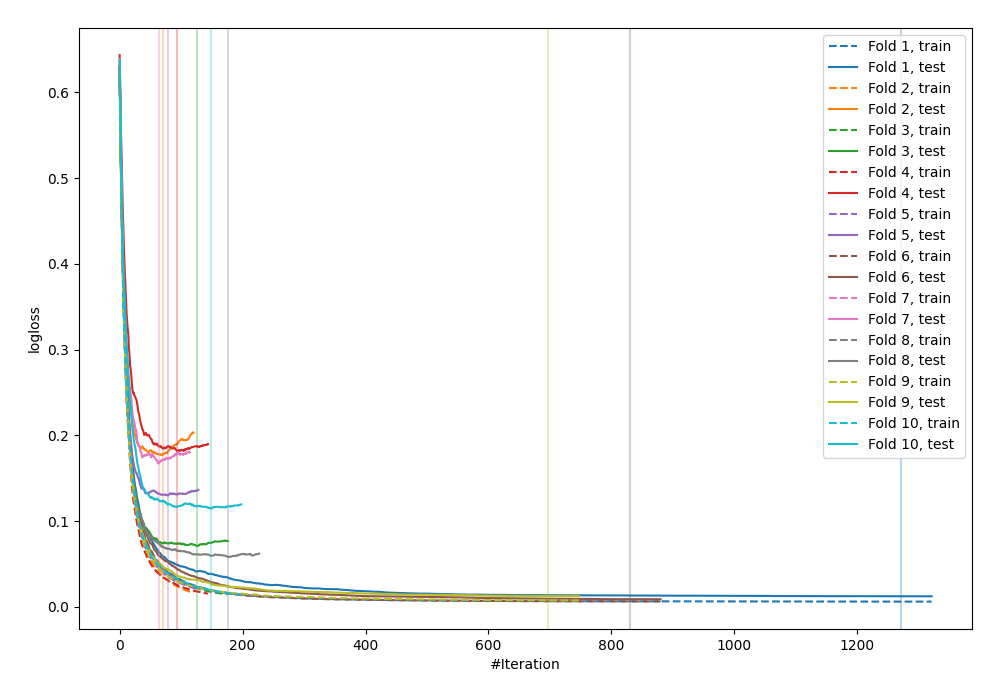 0.6
0.5
0.4
0.3
0.2
0.1
0.0
logloss
0
200
400
600
800
1000
1200
#Iteration
Fold 1, train
Fold 1, test
Fold 2, train
Fold 2, test
Fold 3, train
Fold 3, test
Fold 4, train
Fold 4, test
Fold 5, train
Fold 5, test
Fold 6, train
Fold 6, test
Fold 7, train
Fold 7, test
Fold 8, train
Fold 8, test
Fold 9, train
Fold 9, test
Fold 10, train
Fold 10, test